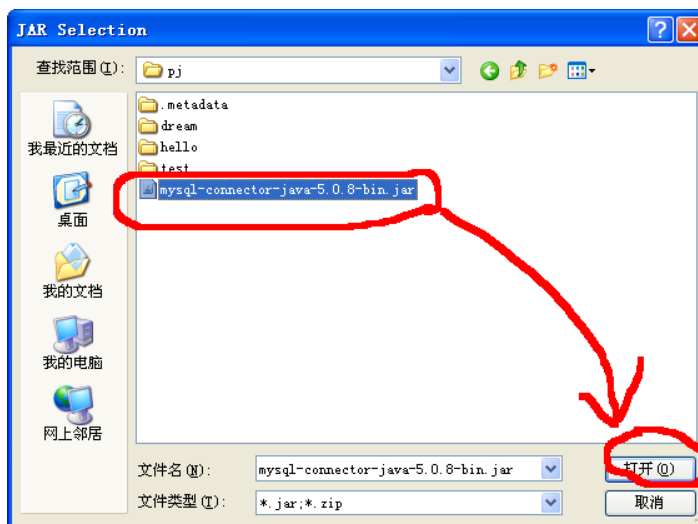 JAR Selection
查找范围(I):
pj
.metadata
dream
hello
test
mysql-connector-java-5.0.8-bin.jar
我最近的文档
桌面
我的文档
我的电脑
网上邻居
文件名(N):
mysql-connector-java-5.0.8-bin.jar
打开(O)
文件类型(T):
*.jar;*.zip
取消